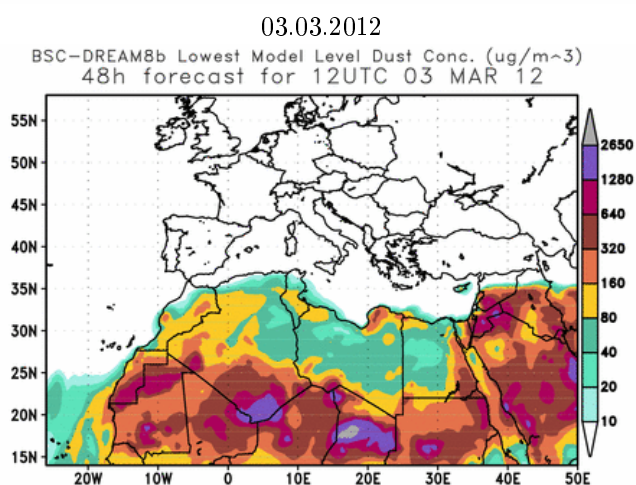 03.03.2012
BSC-DREAM8b Lowest Model Level Dust Conc. (ug/m^3)
48h forecast for 12UTC 03 MAR 12
55N
50N
45N
40N
35N
30N
25N
20N
15N
20W
10W
0
10E
20E
30E
40E
50E
2650
1280
640
320
160
80
40
20
10